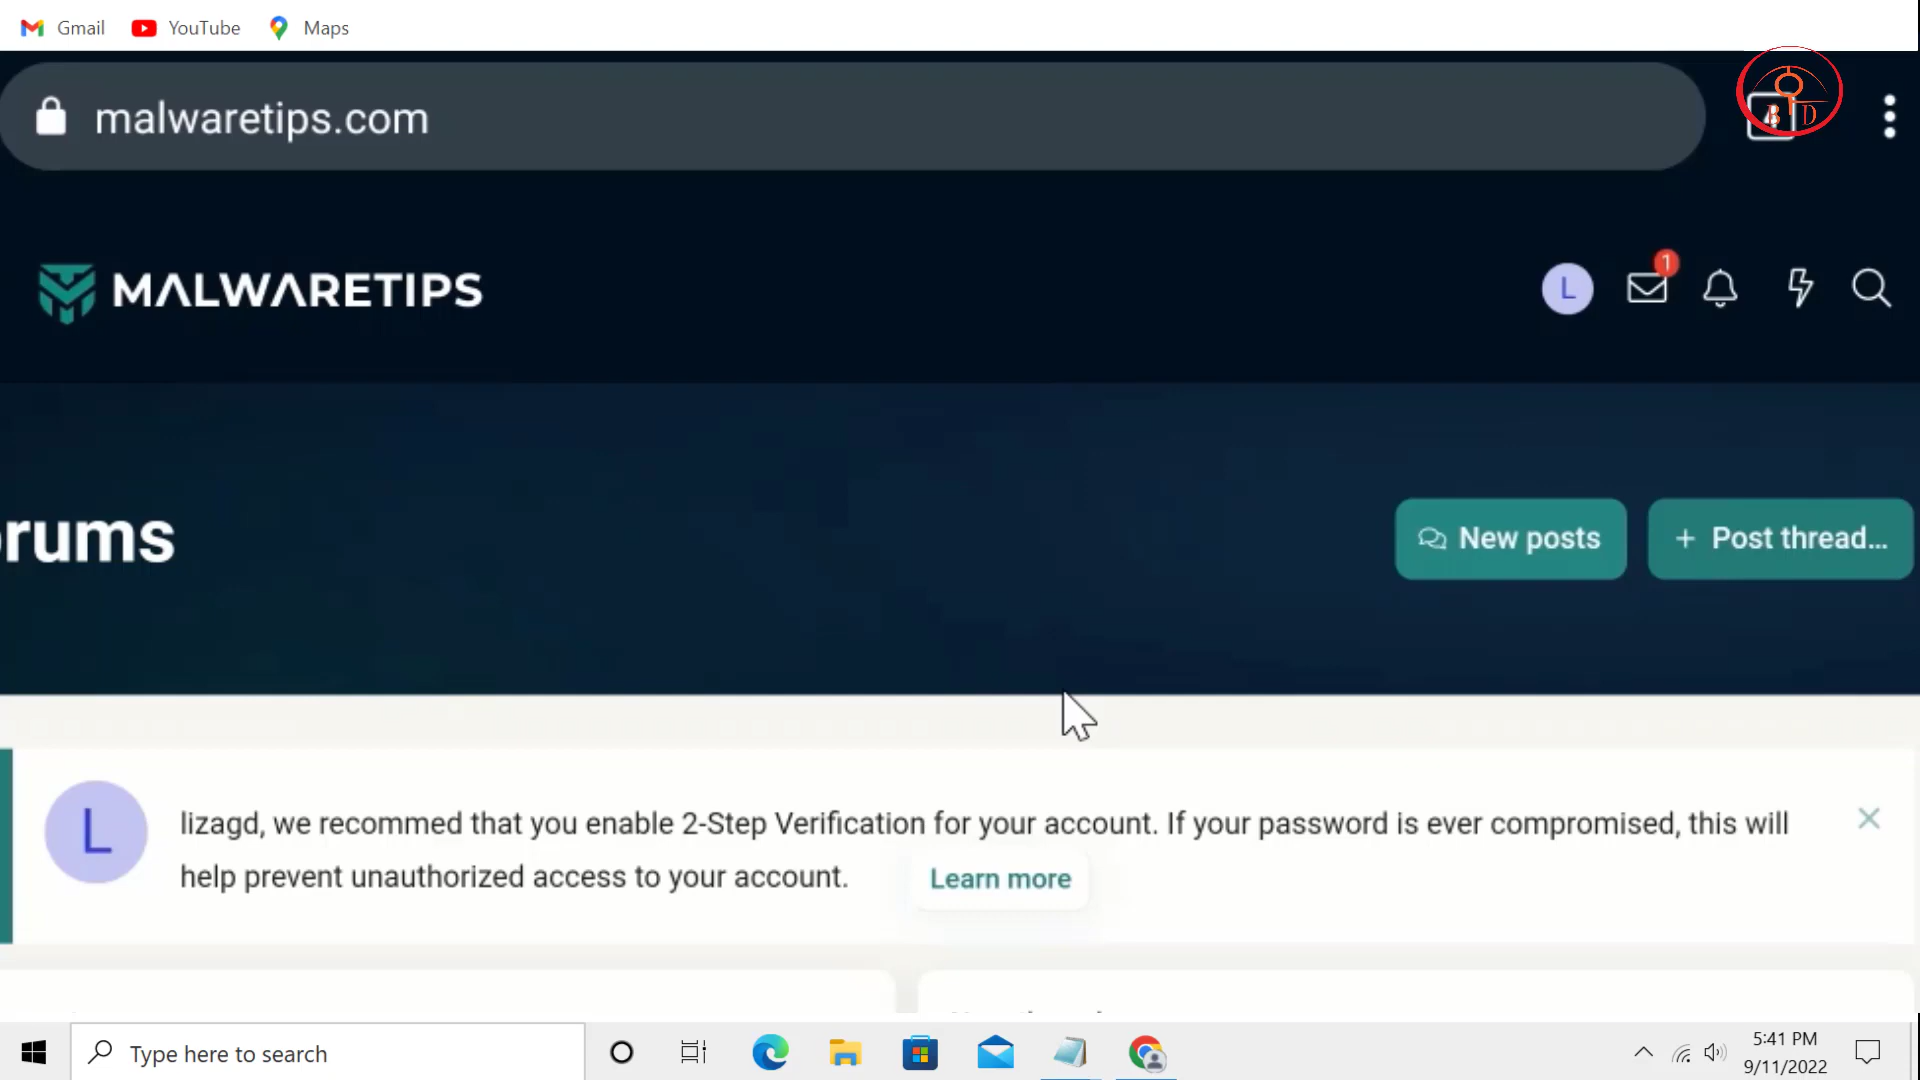 Gmail YouTube Maps
malwaretips.com
B D
MALWARETIPS
L
1
orums
New posts
+ Post thread...
L
lizagd, we recommed that you enable 2-Step Verification for your account. If your password is ever compromised, this will
help prevent unauthorized access to your account. Learn more
Type here to search
5:41 PM
9/11/2022